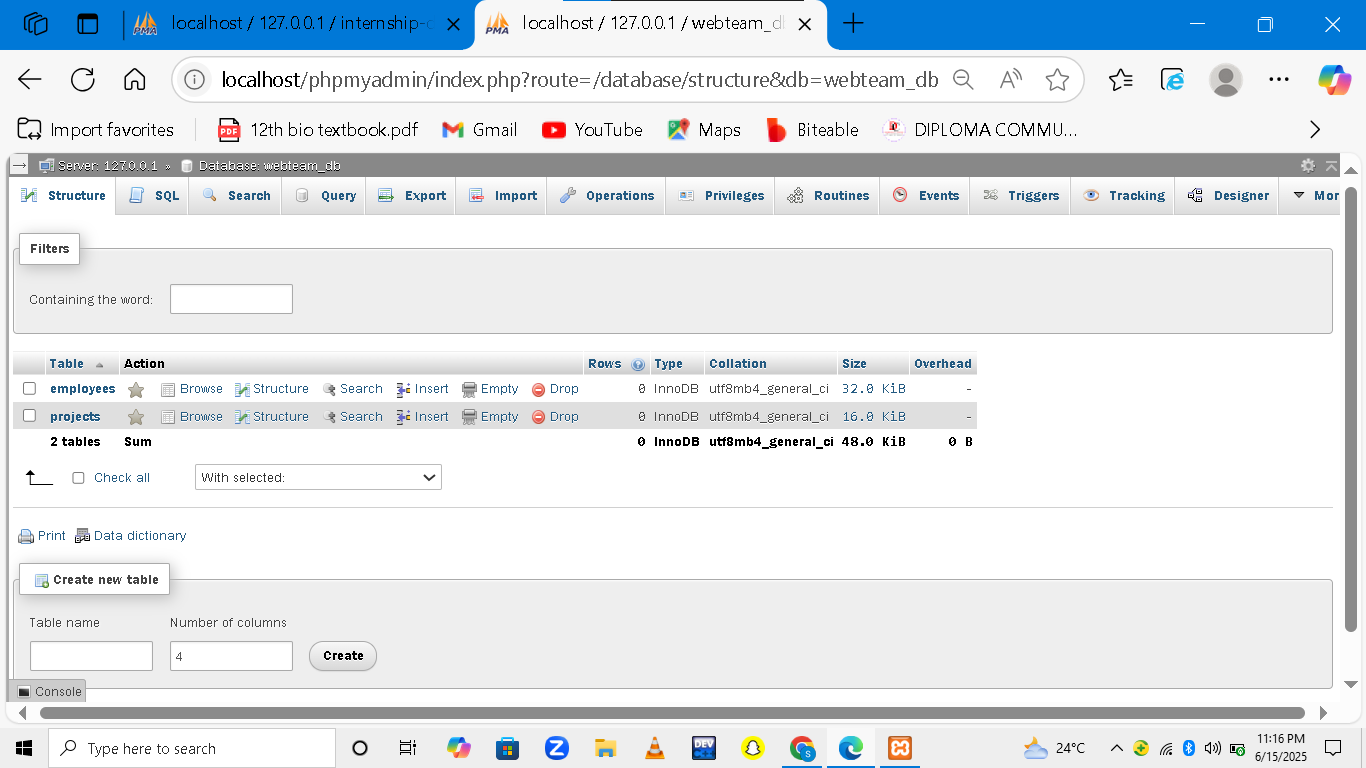 localhost / 127.0.0.1 / internship-c
localhost / 127.0.0.1 / webteam_db
localhost/phpmyadmin/index.php?route=/database/structure&db=webteam_db
Import favorites 12th bio textbook.pdf Gmail YouTube Maps Biteable DIPLOMA COMMU...
Server: 127.0.0.1 » Database: webteam_db
Structure SQL Search Query Export Import Operations Privileges Routines Events Triggers Tracking Designer Mor
Filters
Containing the word:
Table Action Rows Type Collation Size Overhead
employees Browse Structure Search Insert Empty Drop 0 InnoDB utf8mb4_general_ci 32.0 KiB -
projects Browse Structure Search Insert Empty Drop 0 InnoDB utf8mb4_general_ci 16.0 KiB -
2 tables Sum 0 InnoDB utf8mb4_general_ci 48.0 KiB 0 B
Check all With selected:
Print Data dictionary
Create new table
Table name Number of columns
4 Create
Console
Type here to search 24°C 11:16 PM
6/15/2025